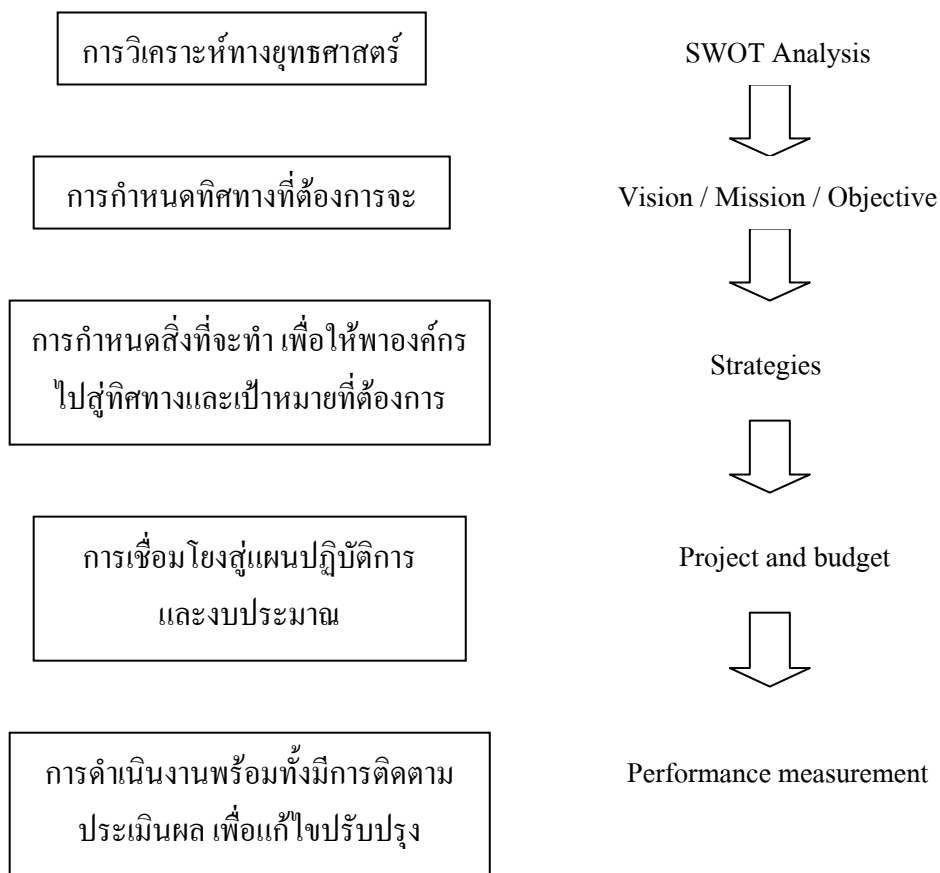 การวิเคราะห์ทางยุทธศาสตร์
SWOT Analysis
การกำหนดทิศทางที่ต้องการจะ
Vision / Mission / Objective
การกำหนดสิ่งที่จะทำ เพื่อให้พาองค์กร
ไปสู่ทิศทางและเป้าหมายที่ต้องการ
Strategies
การเชื่อมโยงสู่แผนปฏิบัติการ
และงบประมาณ
Project and budget
การดำเนินงานพร้อมทั้งมีการติดตาม
ประเมินผล เพื่อแก้ไขปรับปรุง
Performance measurement